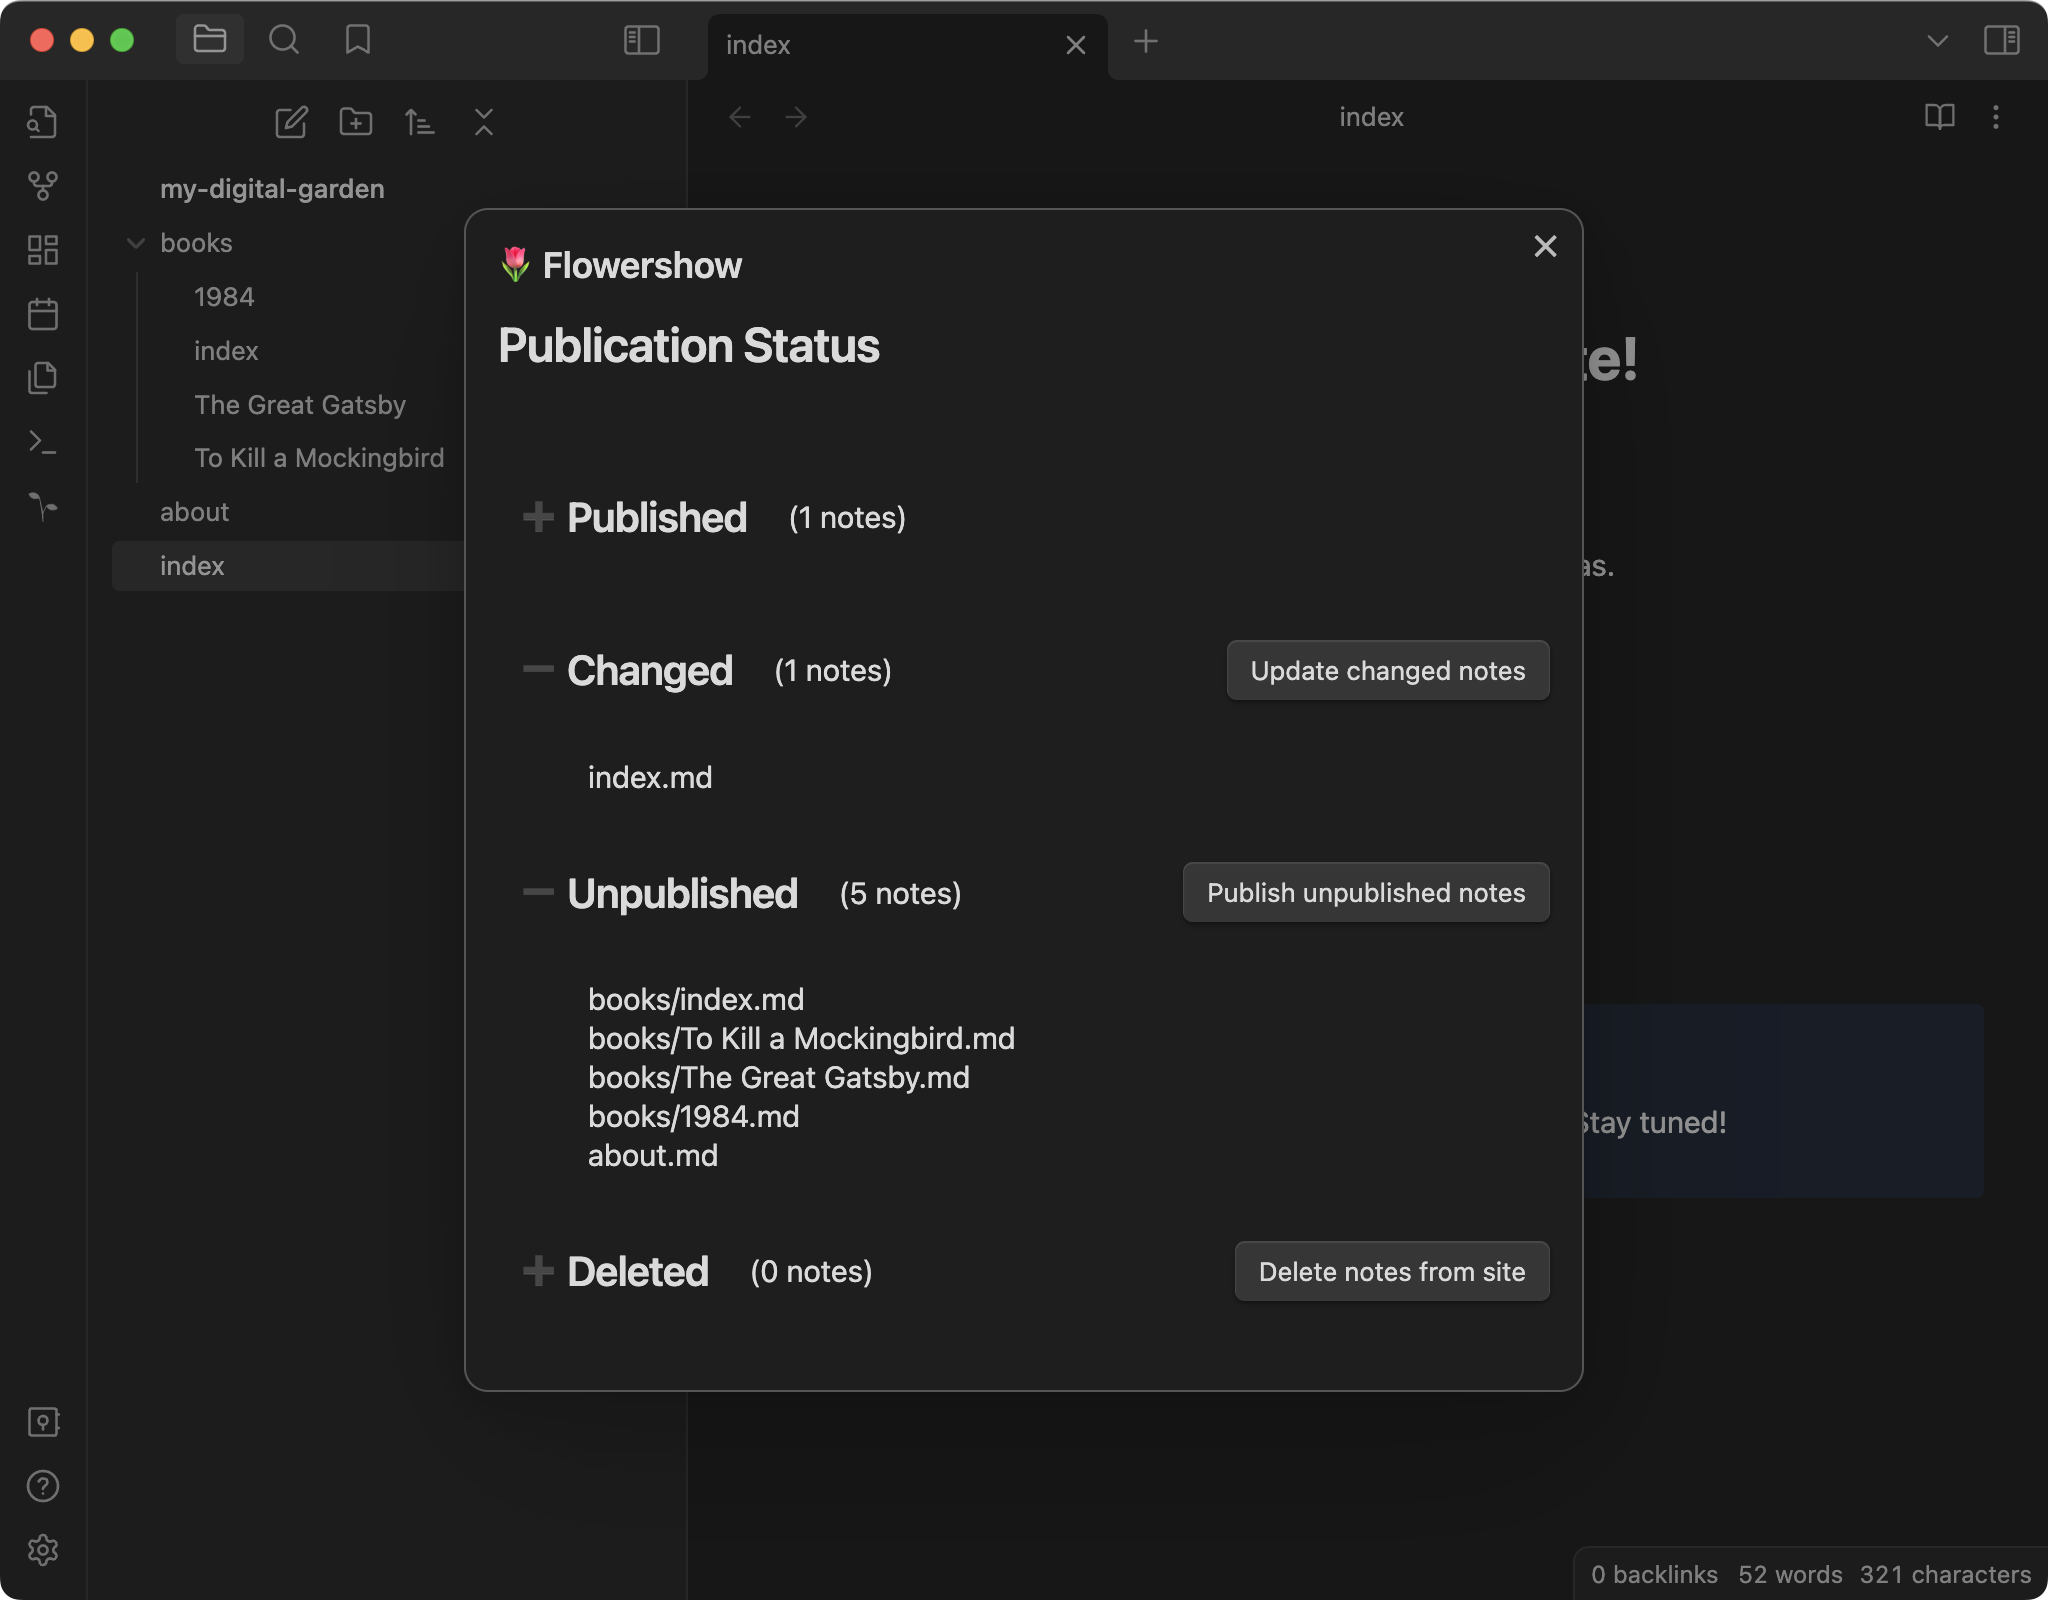 index
index
my-digital-garden
books
1984
index
The Great Gatsby
To Kill a Mockingbird
about
index
Flowershow
Publication Status
Published (1 notes)
Changed (1 notes) Update changed notes
index.md
Unpublished (5 notes) Publish unpublished notes
books/index.md
books/To Kill a Mockingbird.md
books/The Great Gatsby.md
books/1984.md
about.md
Deleted (0 notes) Delete notes from site
Stay tuned!
0 backlinks 52 words 321 characters